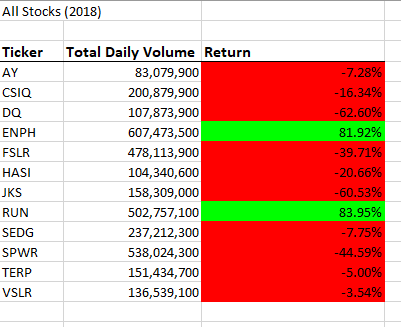 All Stocks (2018)
Ticker Total Daily Volume Return
AY 83,079,900 -7.28%
CSIQ 200,879,900 -16.34%
DQ 107,873,900 -62.60%
ENPH 607,473,500 81.92%
FSLR 478,113,900 -39.71%
HASI 104,340,600 -20.66%
JKS 158,309,000 -60.53%
RUN 502,757,100 83.95%
SEDG 237,212,300 -7.75%
SPWR 538,024,300 -44.59%
TERP 151,434,700 -5.00%
VSLR 136,539,100 -3.54%